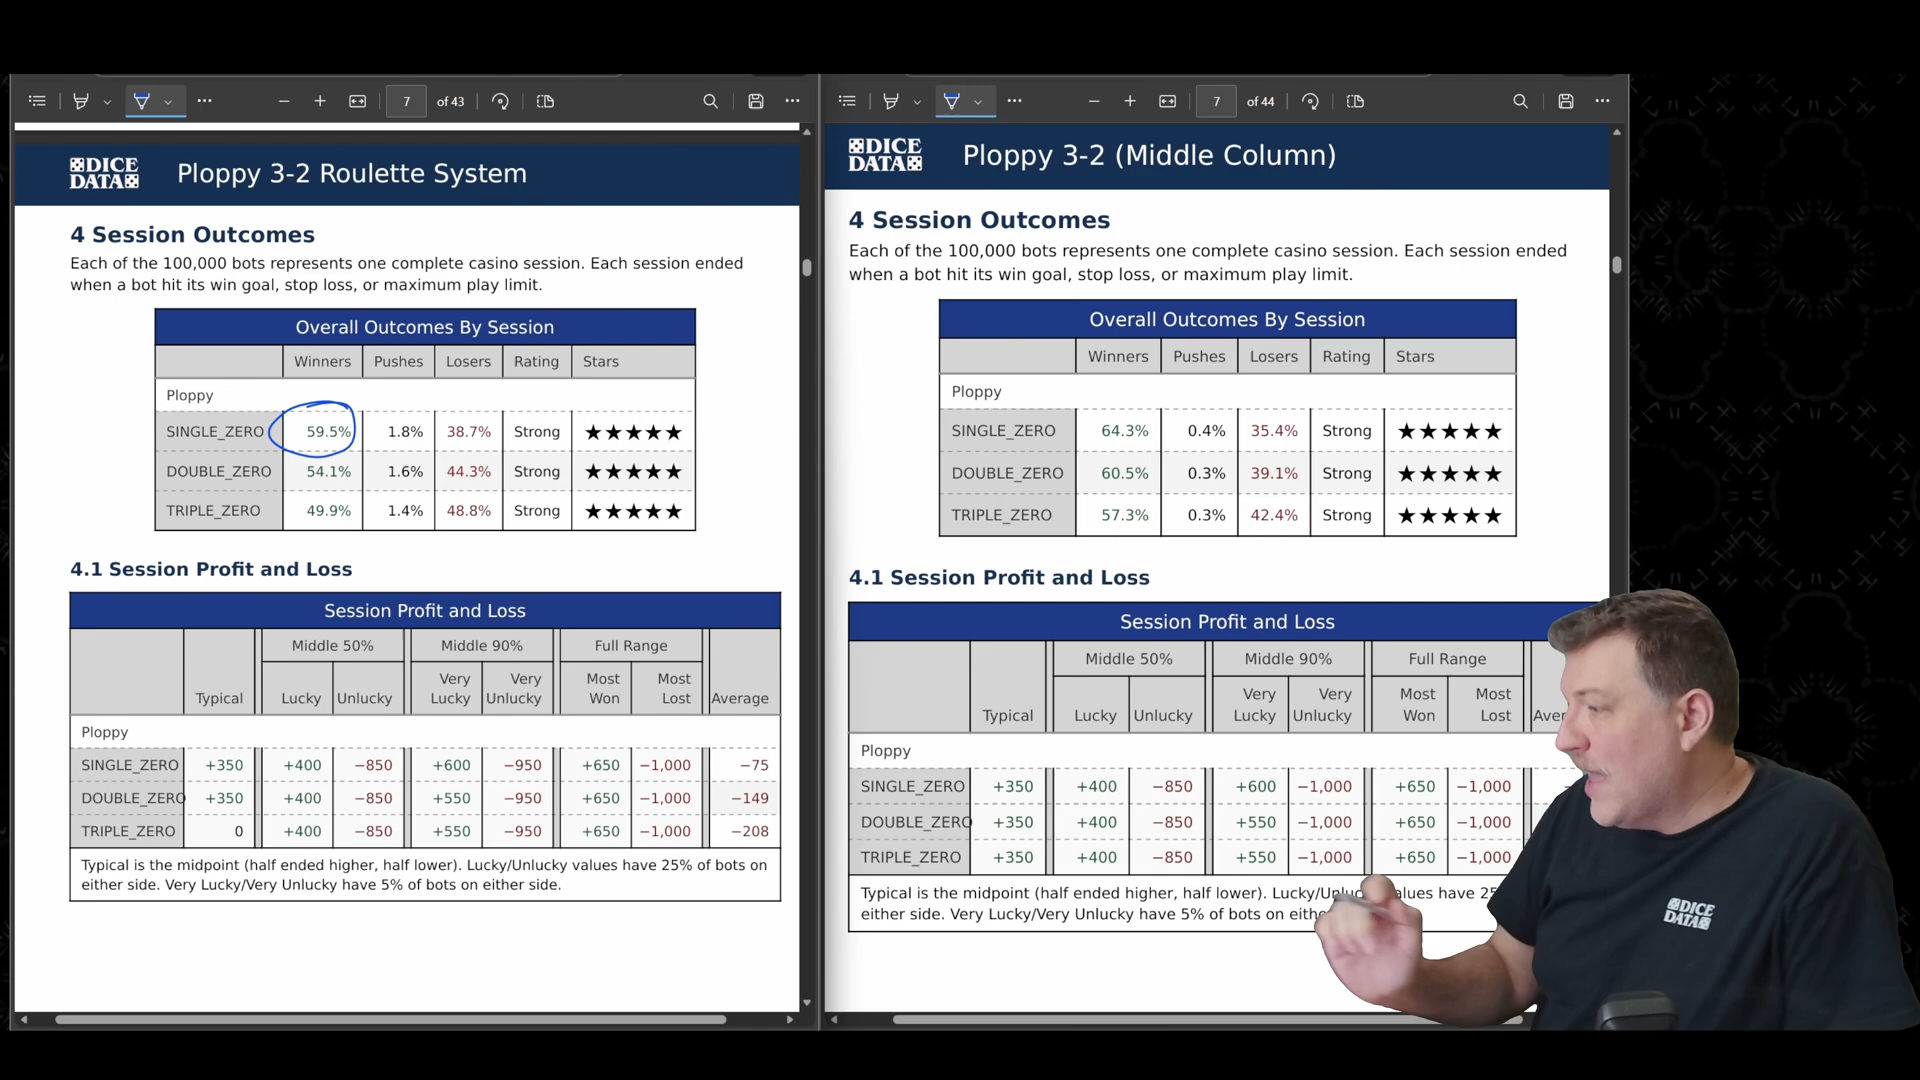 7 of 43
DICE DATA
Ploppy 3-2 Roulette System
4 Session Outcomes
Each of the 100,000 bots represents one complete casino session. Each session ended
when a bot hit its win goal, stop loss, or maximum play limit.
Overall Outcomes By Session
Winners Pushes Losers Rating Stars
Ploppy
SINGLE_ZERO 59.5% 1.8% 38.7% Strong ★★★★★
DOUBLE_ZERO 54.1% 1.6% 44.3% Strong ★★★★★
TRIPLE_ZERO 49.9% 1.4% 48.8% Strong ★★★★★
4.1 Session Profit and Loss
Session Profit and Loss
Middle 50% Middle 90% Full Range
Very Very Most Most
Typical Lucky Unlucky Lucky Unlucky Won Lost Average
Ploppy
SINGLE_ZERO +350 +400 −850 +600 −950 +650 −1,000 −75
DOUBLE_ZERO +350 +400 −850 +550 −950 +650 −1,000 −149
TRIPLE_ZERO 0 +400 −850 +550 −950 +650 −1,000 −208
Typical is the midpoint (half ended higher, half lower). Lucky/Unlucky values have 25% of bots on
either side. Very Lucky/Very Unlucky have 5% of bots on either side.
7 of 44
DICE DATA
Ploppy 3-2 (Middle Column)
4 Session Outcomes
Each of the 100,000 bots represents one complete casino session. Each session ended
when a bot hit its win goal, stop loss, or maximum play limit.
Overall Outcomes By Session
Winners Pushes Losers Rating Stars
Ploppy
SINGLE_ZERO 64.3% 0.4% 35.4% Strong ★★★★★
DOUBLE_ZERO 60.5% 0.3% 39.1% Strong ★★★★★
TRIPLE_ZERO 57.3% 0.3% 42.4% Strong ★★★★★
4.1 Session Profit and Loss
Session Profit and Loss
Middle 50% Middle 90% Full Range
Very Very Most Most
Typical Lucky Unlucky Lucky Unlucky Won Lost
Ploppy
SINGLE_ZERO +350 +400 −850 +600 −1,000 +650 −1,000
DOUBLE_ZERO +350 +400 −850 +550 −1,000 +650 −1,000
TRIPLE_ZERO +350 +400 −850 +550 −1,000 +650 −1,000
Typical is the midpoint (half ended higher, half lower). values have
either side. Very Lucky/Very Unlucky have 5% of bots on
DICE DATA